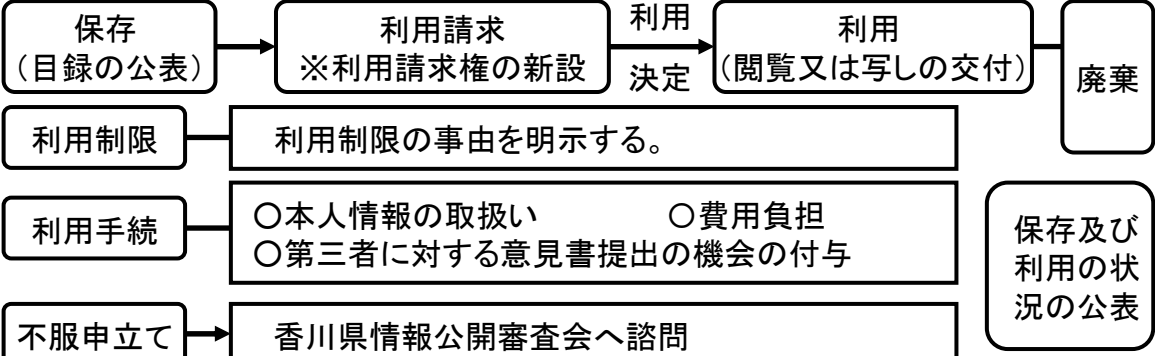 保存
(目録の公表)
利用請求
※利用請求権の新設
利用
決定
利用
(閲覧又は写しの交付)
廃棄
利用制限
利用制限の事由を明示する。
利用手続
〇本人情報の取扱い　　　　〇費用負担
〇第三者に対する意見書提出の機会の付与
保存及び
利用の状
況の公表
不服申立て
香川県情報公開審査会へ諮問